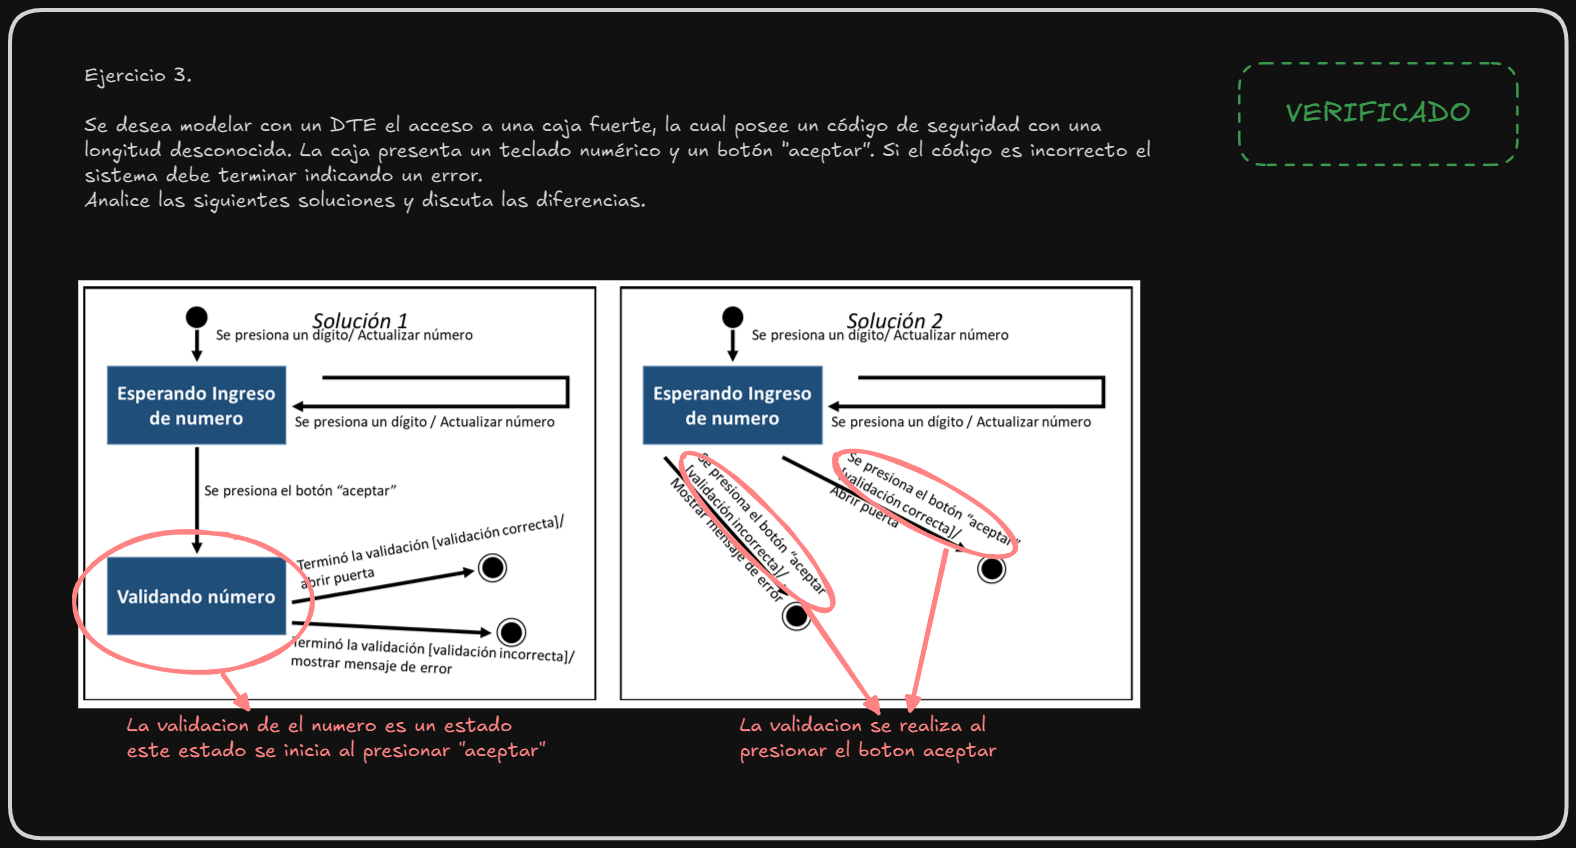 Ejercicio 3.
VERIFICADO
Se desea modelar con un DTE el acceso a una caja fuerte, la cual posee un código de seguridad con una
longitud desconocida. La caja presenta un teclado numérico y un botón "aceptar". Si el código es incorrecto el
sistema debe terminar indicando un error.
Analice las siguientes soluciones y discuta las diferencias.
Solución 1
Se presiona un dígito/ Actualizar número
Esperando Ingreso
de numero
Se presiona un dígito / Actualizar número
Se presiona el botón “aceptar”
Validando número
Terminó la validación [validación correcta]/
abrir puerta
Terminó la validación [validación incorrecta]/
mostrar mensaje de error
Solución 2
Se presiona un dígito/ Actualizar número
Esperando Ingreso
de numero
Se presiona un dígito / Actualizar número
Se presiona el botón “aceptar
[validación incorrecta]/
Mostrar mensaje de error
Se presiona el botón “aceptar”
[validación correcta]/
Abrir puerta
La validacion de el numero es un estado
este estado se inicia al presionar "aceptar"
La validacion se realiza al
presionar el boton aceptar